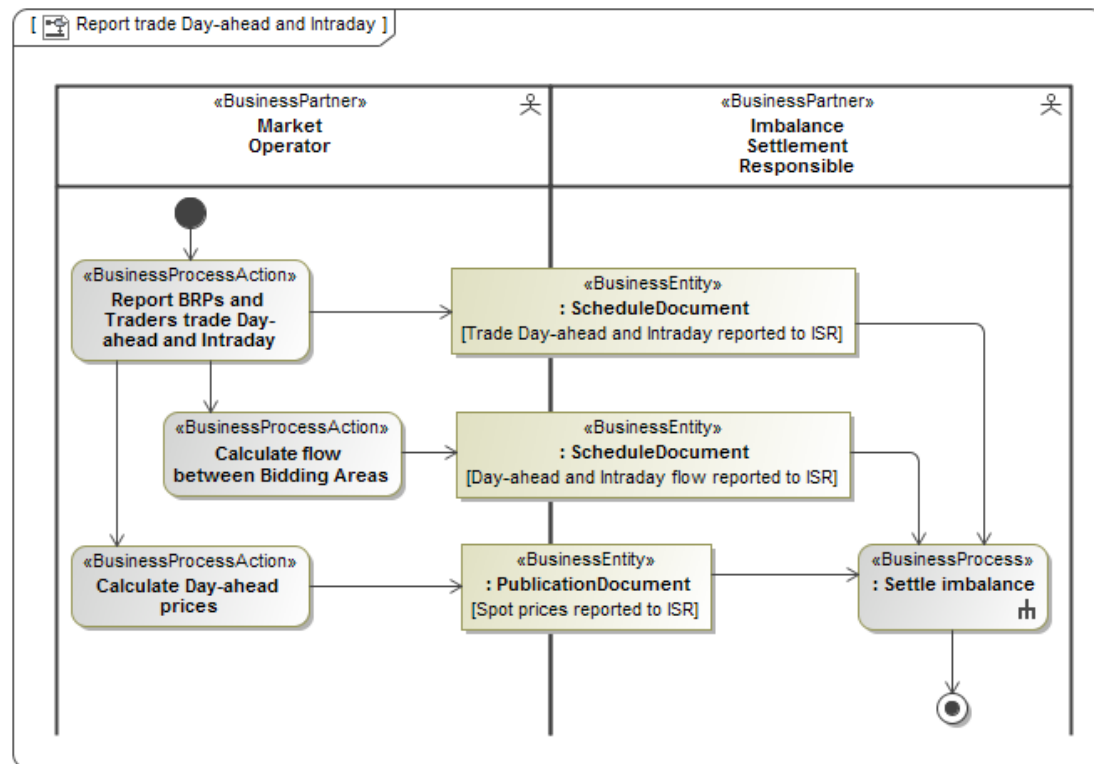 [ Report trade Day-ahead and Intraday ]
«BusinessPartner»
Market
Operator
«BusinessPartner»
Imbalance
Settlement
Responsible
«BusinessProcessAction»
Report BRPs and
Traders trade Day-
ahead and Intraday
«BusinessEntity»
: ScheduleDocument
[Trade Day-ahead and Intraday reported to ISR]
«BusinessProcessAction»
Calculate flow
between Bidding Areas
«BusinessEntity»
: ScheduleDocument
[Day-ahead and Intraday flow reported to ISR]
«BusinessProcessAction»
Calculate Day-ahead
prices
«BusinessEntity»
: PublicationDocument
[Spot prices reported to ISR]
«BusinessProcess»
: Settle imbalance